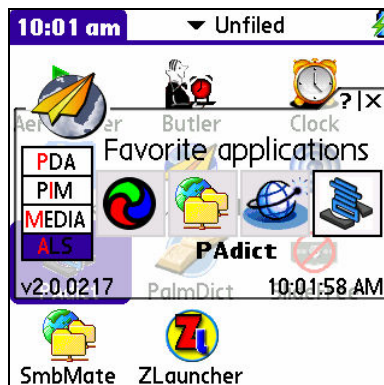 10:01 am
Unfiled
? | X
Butler
Clock
Favorite applications
PDA
PIM
MEDIA
ALS
PAdict
v2.0.0217
10:01:58 AM
PalmDict
SmbMate
ZLauncher